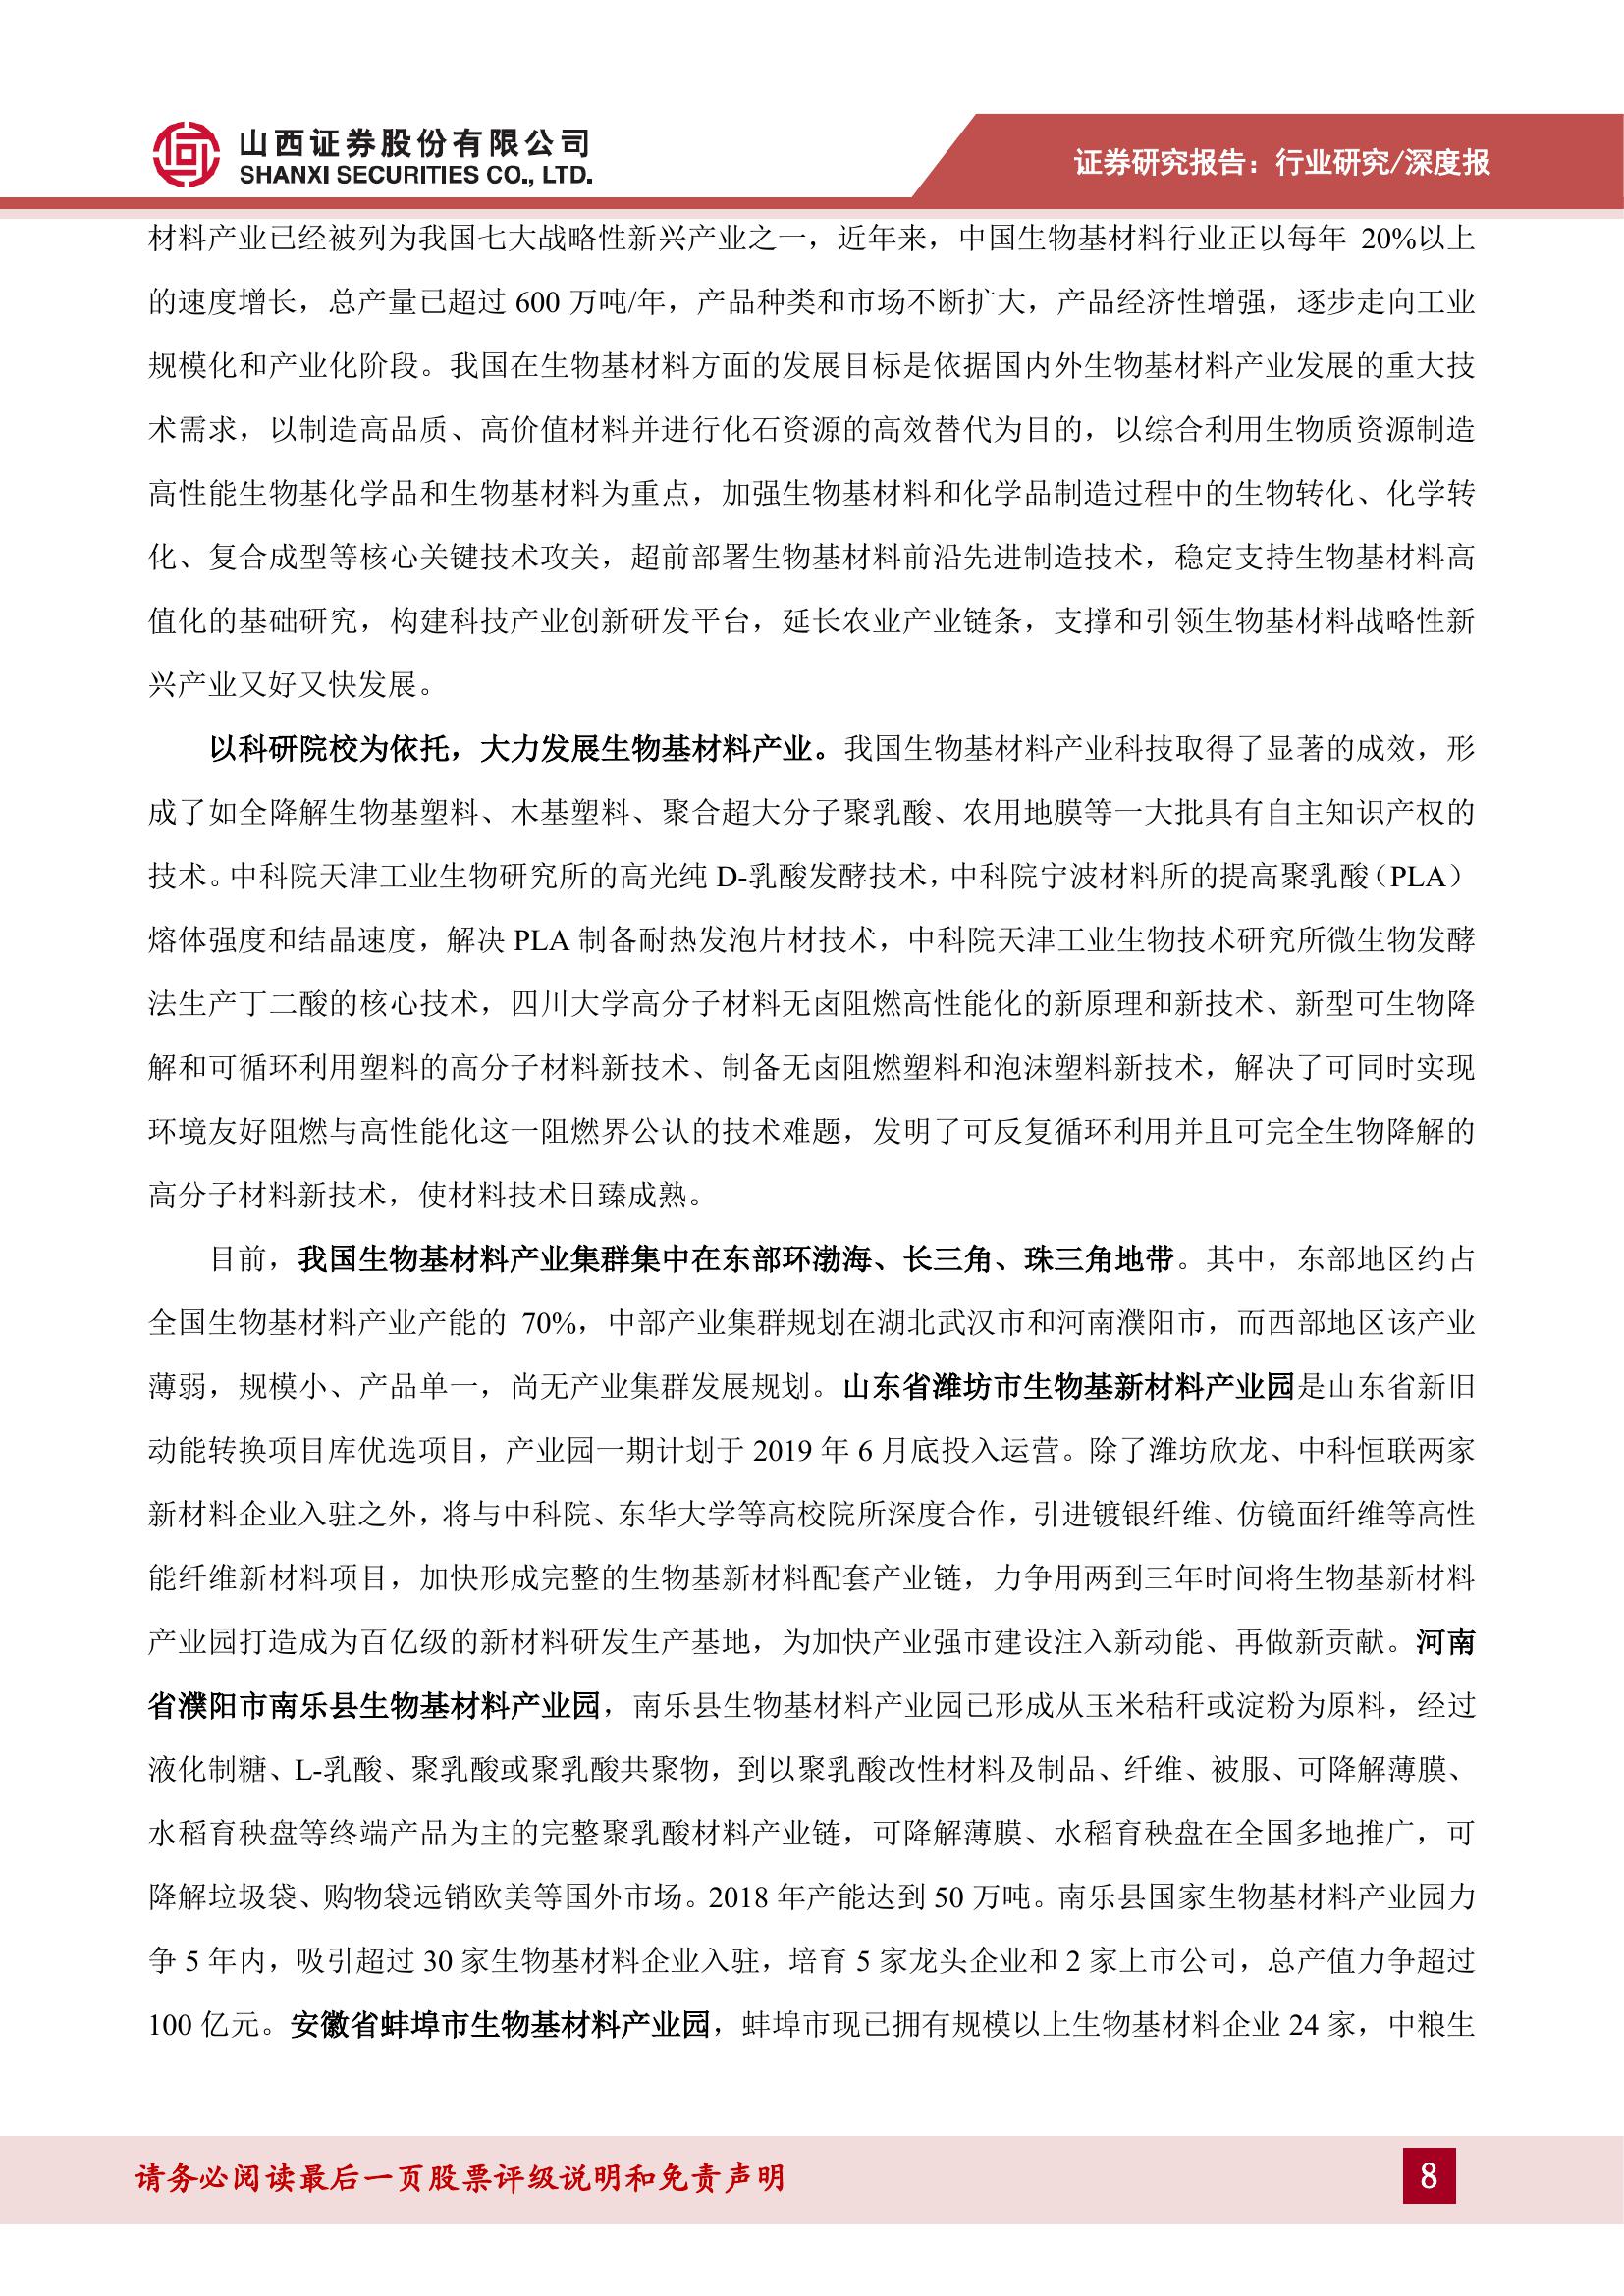 山西证券股份有限公司
SHANXI SECURITIES CO., LTD.
证券研究报告：行业研究/深度报
材料产业已经被列为我国七大战略性新兴产业之一，近年来，中国生物基材料行业正以每年 20%以上
的速度增长，总产量已超过 600 万吨/年，产品种类和市场不断扩大，产品经济性增强，逐步走向工业
规模化和产业化阶段。我国在生物基材料方面的发展目标是依据国内外生物基材料产业发展的重大技
术需求，以制造高品质、高价值材料并进行化石资源的高效替代为目的，以综合利用生物质资源制造
高性能生物基化学品和生物基材料为重点，加强生物基材料和化学品制造过程中的生物转化、化学转
化、复合成型等核心关键技术攻关，超前部署生物基材料前沿先进制造技术，稳定支持生物基材料高
值化的基础研究，构建科技产业创新研发平台，延长农业产业链条，支撑和引领生物基材料战略性新
兴产业又好又快发展。
以科研院校为依托，大力发展生物基材料产业。我国生物基材料产业科技取得了显著的成效，形
成了如全降解生物基塑料、木基塑料、聚合超大分子聚乳酸、农用地膜等一大批具有自主知识产权的
技术。中科院天津工业生物研究所的高光纯 D-乳酸发酵技术，中科院宁波材料所的提高聚乳酸（PLA）
熔体强度和结晶速度，解决 PLA 制备耐热发泡片材技术，中科院天津工业生物技术研究所微生物发酵
法生产丁二酸的核心技术，四川大学高分子材料无卤阻燃高性能化的新原理和新技术、新型可生物降
解和可循环利用塑料的高分子材料新技术、制备无卤阻燃塑料和泡沫塑料新技术，解决了可同时实现
环境友好阻燃与高性能化这一阻燃界公认的技术难题，发明了可反复循环利用并且可完全生物降解的
高分子材料新技术，使材料技术日臻成熟。
目前，我国生物基材料产业集群集中在东部环渤海、长三角、珠三角地带。其中，东部地区约占
全国生物基材料产业产能的 70%，中部产业集群规划在湖北武汉市和河南濮阳市，而西部地区该产业
薄弱，规模小、产品单一，尚无产业集群发展规划。山东省潍坊市生物基新材料产业园是山东省新旧
动能转换项目库优选项目，产业园一期计划于 2019 年 6 月底投入运营。除了潍坊欣龙、中科恒联两家
新材料企业入驻之外，将与中科院、东华大学等高校院所深度合作，引进镀银纤维、仿镜面纤维等高性
能纤维新材料项目，加快形成完整的生物基新材料配套产业链，力争用两到三年时间将生物基新材料
产业园打造成为百亿级的新材料研发生产基地，为加快产业强市建设注入新动能、再做新贡献。河南
省濮阳市南乐县生物基材料产业园，南乐县生物基材料产业园已形成从玉米秸秆或淀粉为原料，经过
液化制糖、L-乳酸、聚乳酸或聚乳酸共聚物，到以聚乳酸改性材料及制品、纤维、被服、可降解薄膜、
水稻育秧盘等终端产品为主的完整聚乳酸材料产业链，可降解薄膜、水稻育秧盘在全国多地推广，可
降解垃圾袋、购物袋远销欧美等国外市场。2018 年产能达到 50 万吨。南乐县国家生物基材料产业园力
争 5 年内，吸引超过 30 家生物基材料企业入驻，培育 5 家龙头企业和 2 家上市公司，总产值力争超过
100 亿元。安徽省蚌埠市生物基材料产业园，蚌埠市现已拥有规模以上生物基材料企业 24 家，中粮生
请务必阅读最后一页股票评级说明和免责声明
8